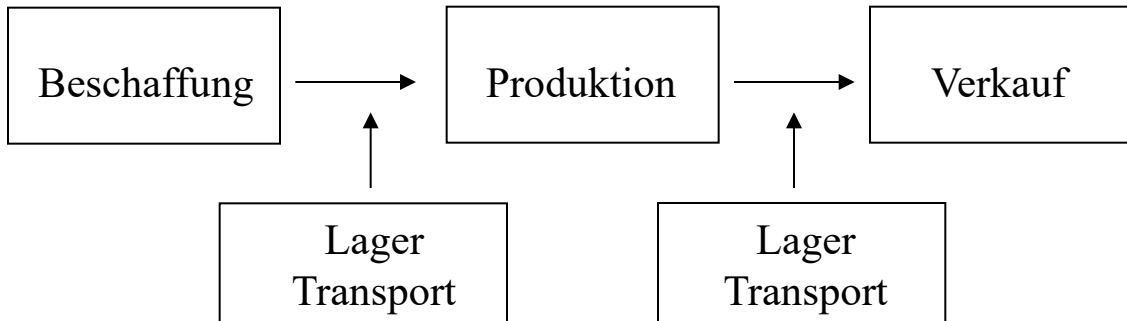 Beschaffung
Produktion
Verkauf
Lager
Transport
Lager
Transport